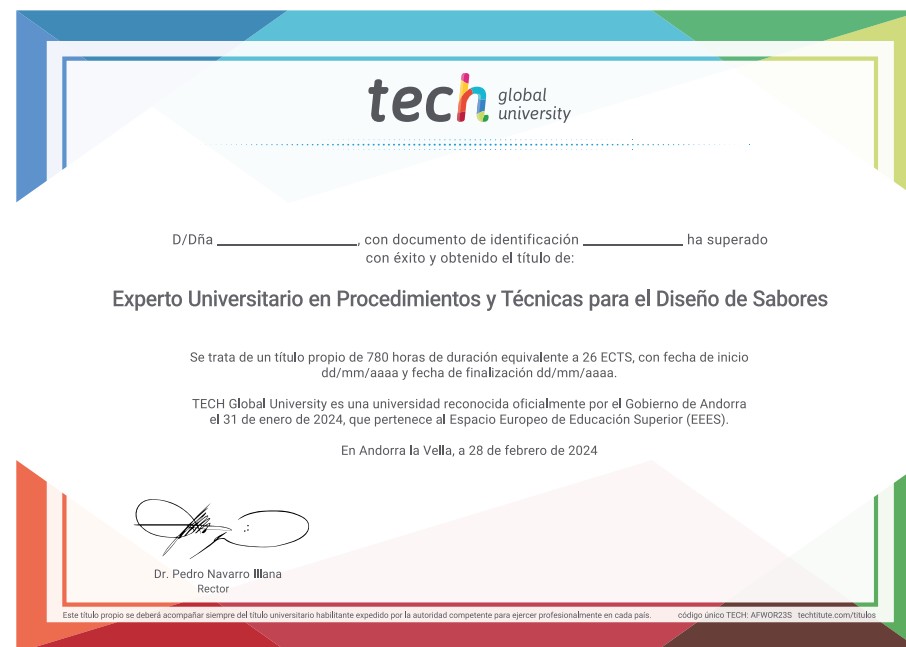 tech global university
D/Dña ____________________, con documento de identificación ______________ ha superado
con éxito y obtenido el título de:
Experto Universitario en Procedimientos y Técnicas para el Diseño de Sabores
Se trata de un título propio de 780 horas de duración equivalente a 26 ECTS, con fecha de inicio
dd/mm/aaaa y fecha de finalización dd/mm/aaaa.
TECH Global University es una universidad reconocida oficialmente por el Gobierno de Andorra
el 31 de enero de 2024, que pertenece al Espacio Europeo de Educación Superior (EEES).
En Andorra la Vella, a 28 de febrero de 2024
Dr. Pedro Navarro Illana
Rector
Este título propio se deberá acompañar siempre del título universitario habilitante expedido por la autoridad competente para ejercer profesionalmente en cada país. código único TECH: AFWOR23S techtitute.com/titulos